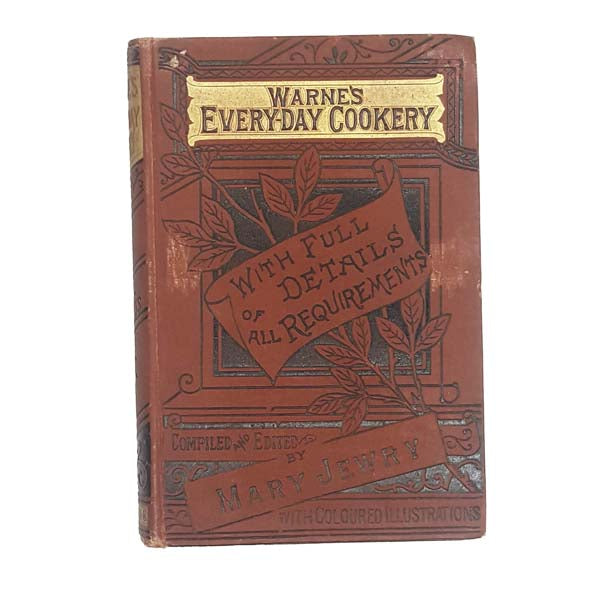 WARNE'S
EVERY-DAY COOKERY
WITH FULL
DETAILS
OF
ALL REQUIREMENTS
COMPILED AND EDITED
BY
MARY JEWRY
WITH COLOURED ILLUSTRATIONS